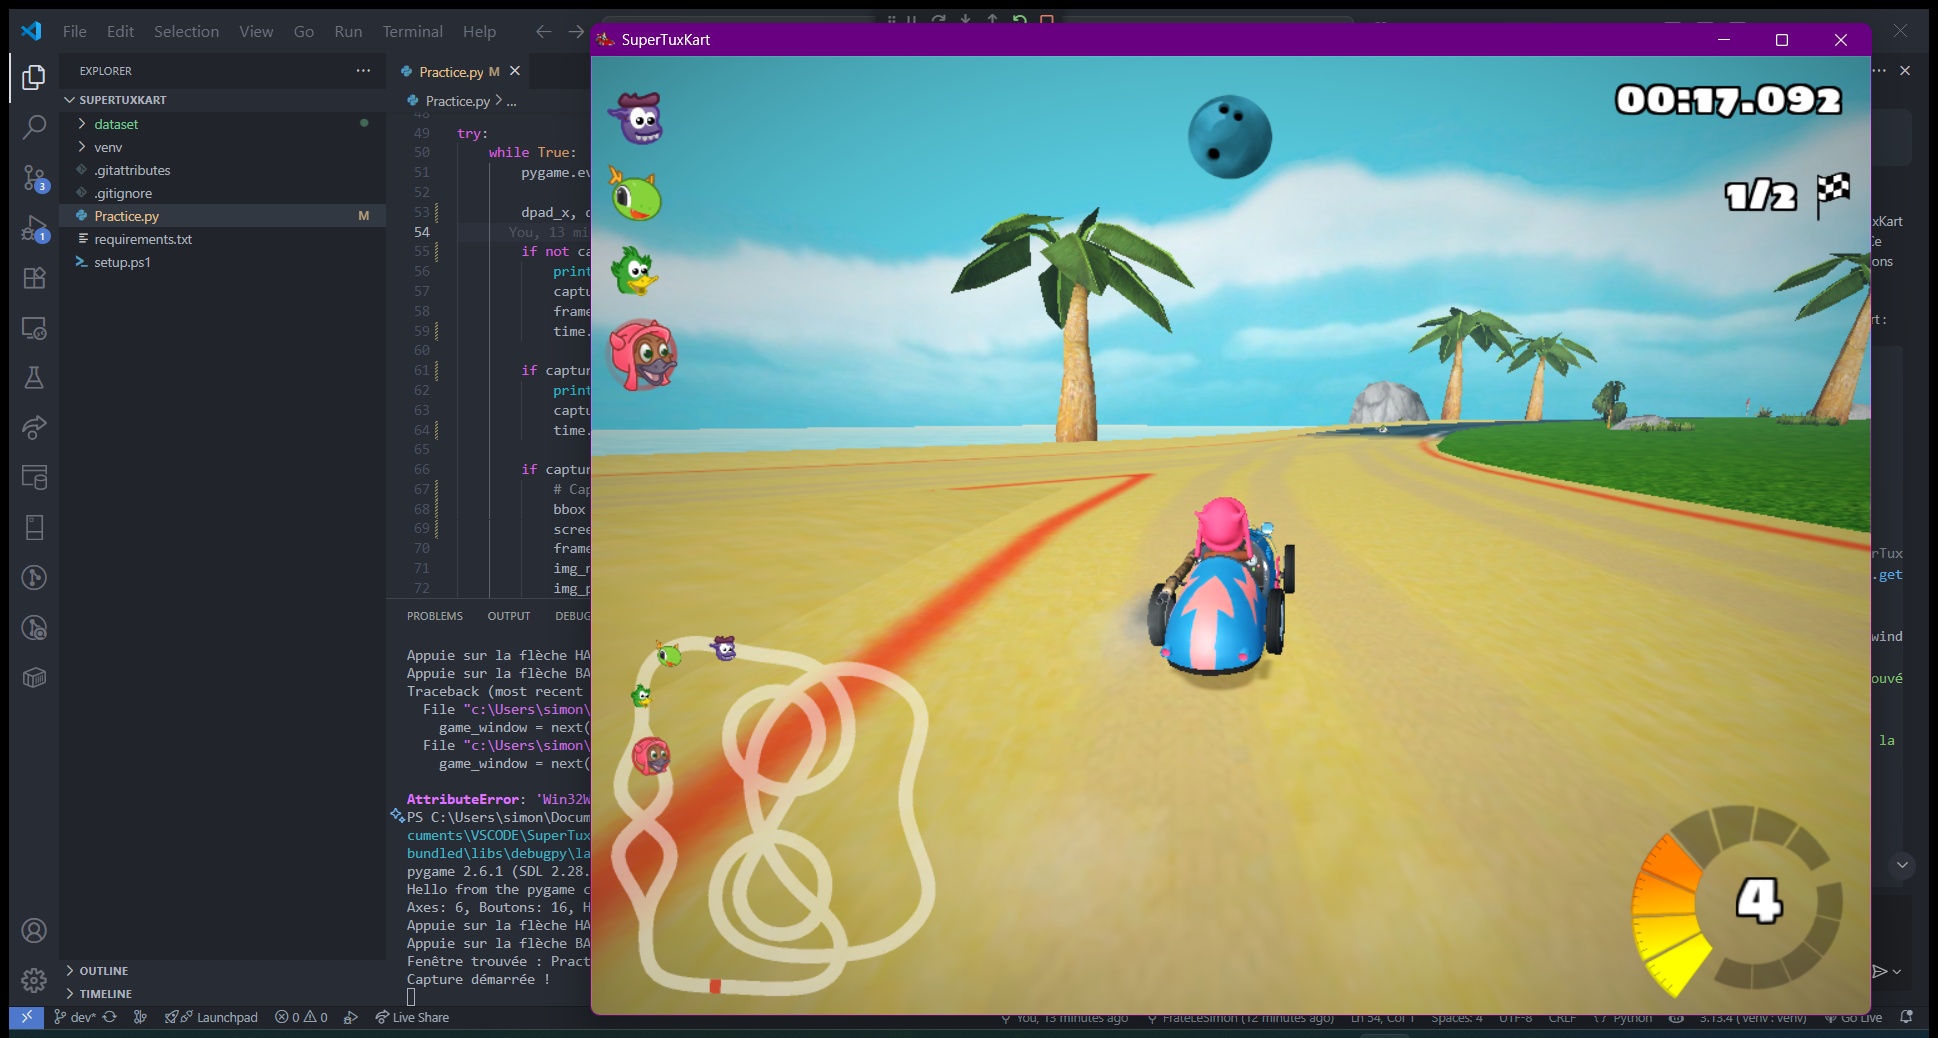 File Edit Selection View Go Run Terminal Help
EXPLORER
SUPERTUXKART
dataset
venv
.gitattributes
.gitignore
Practice.py M
requirements.txt
setup.ps1
OUTLINE
TIMELINE
3
1
Practice.py M
Practice.py > ...
48
49 try:
50 while True:
51 pygame.ev
52
53 dpad_x, d
54 You, 13 mi
55 if not ca
56 print
57 captu
58 frame
59 time.
60
61 if captur
62 print
63 captu
64 time.
65
66 if captur
67 # Cap
68 bbox
69 scree
70 frame
71 img_n
72 img_p
PROBLEMS OUTPUT DEBUG
Appuie sur la flèche HA
Appuie sur la flèche BA
Traceback (most recent
File "c:\Users\simon\
game_window = next(
File "c:\Users\simon\
game_window = next(
AttributeError: 'Win32W
PS C:\Users\simon\Docum
cuments\VSCODE\SuperTux
bundled\libs\debugpy\la
pygame 2.6.1 (SDL 2.28.
Hello from the pygame c
Axes: 6, Boutons: 16, H
Appuie sur la flèche HA
Appuie sur la flèche BA
Fenêtre trouvée : Pract
Capture démarrée !
SuperTuxKart
00:17.092
1/2
4
xKart
ions
rt:
rTux
.get
wind
ouvé
la
dev* Launchpad 0 0 Live Share
You, 13 minutes ago FrateLeSimon (12 minutes ago) Ln 54, Col 1 Spaces: 4 UTF-8 CRLF Python 3.13.4 (venv: venv) Go Live